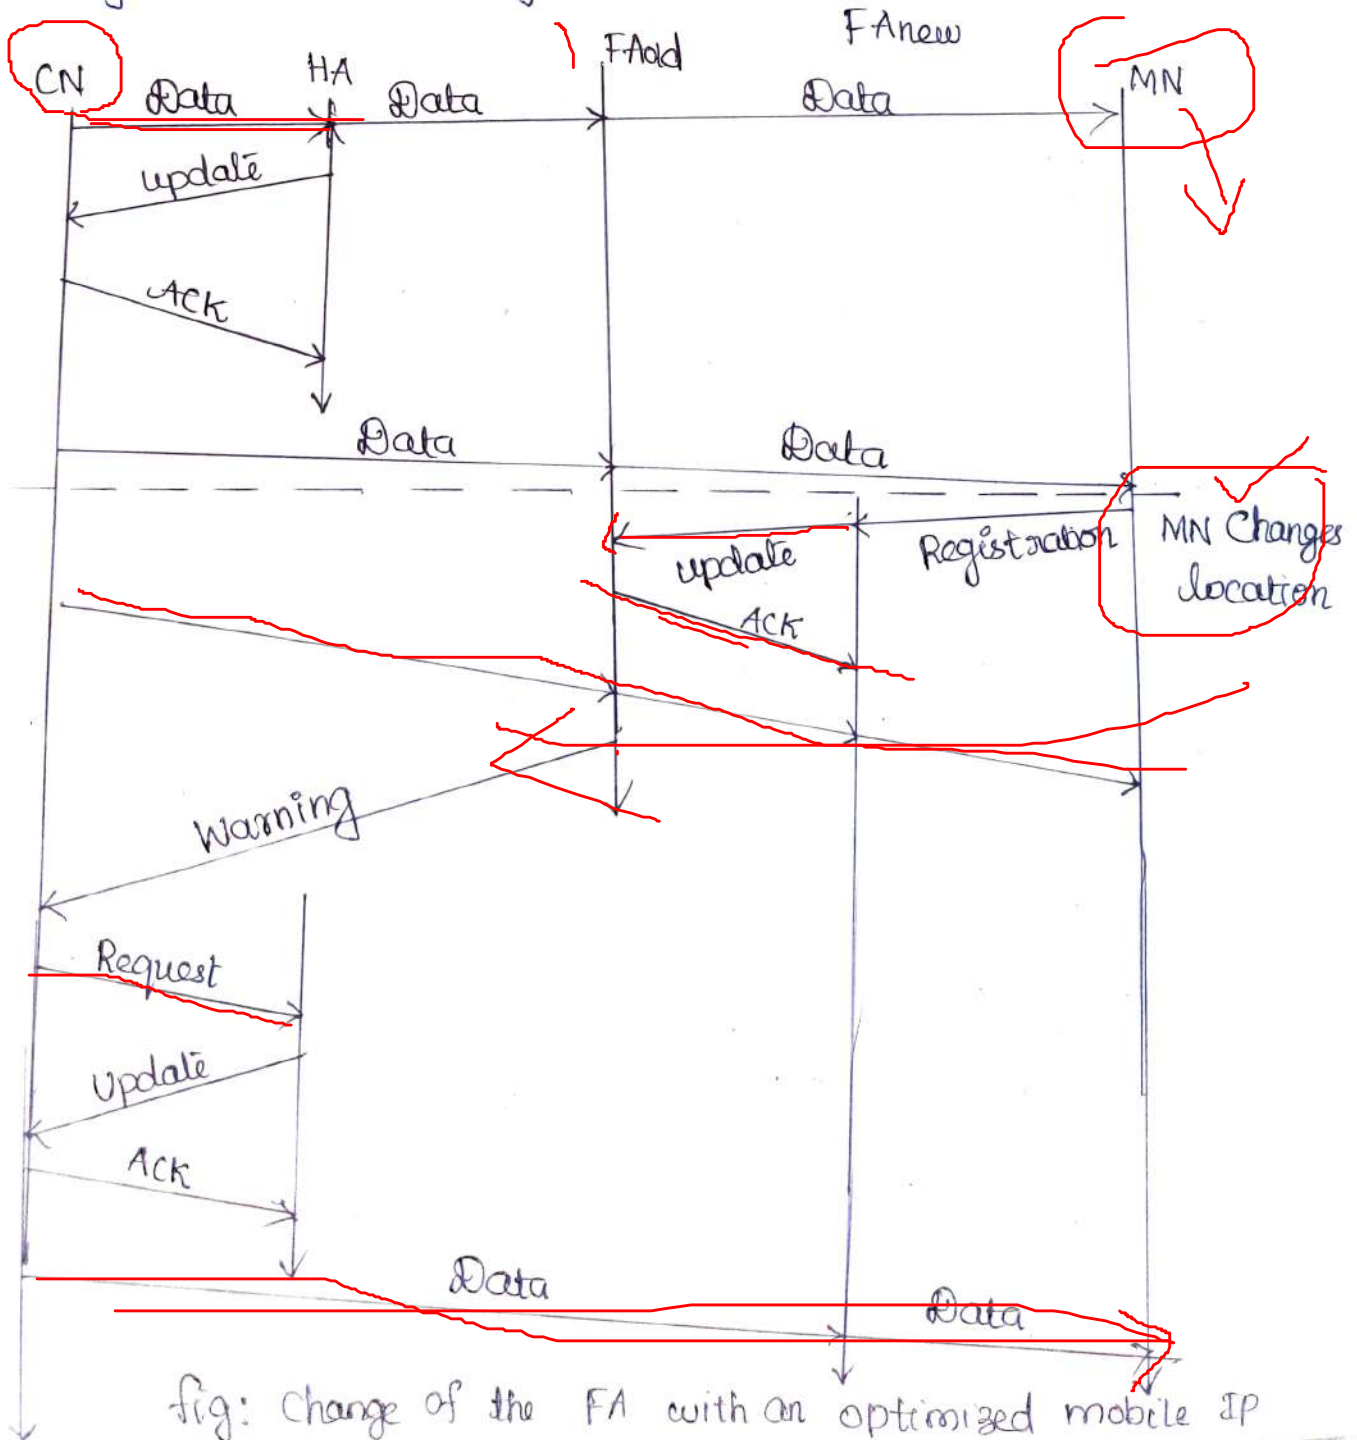 CN
HA
FAold
FAnew
MN
Data
Data
Data
update
ACK
Data
Data
MN Changes
location
Registration
update
ACK
Warning
Request
Update
ACK
Data
Data
fig: Change of the FA with an optimized mobile IP